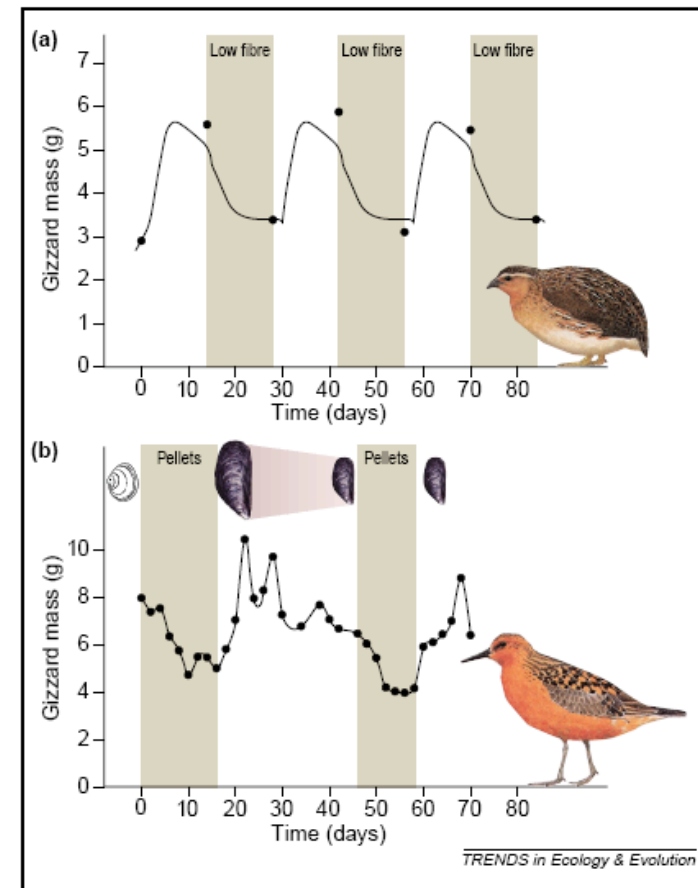 (a)
Low fibre Low fibre Low fibre
7
6
5
4
3
2
1
0
Gizzard mass (g)
0 10 20 30 40 50 60 70 80
Time (days)
(b)
Pellets Pellets
10
8
6
4
2
0
Gizzard mass (g)
0 10 20 30 40 50 60 70 80
Time (days)
TRENDS in Ecology & Evolution